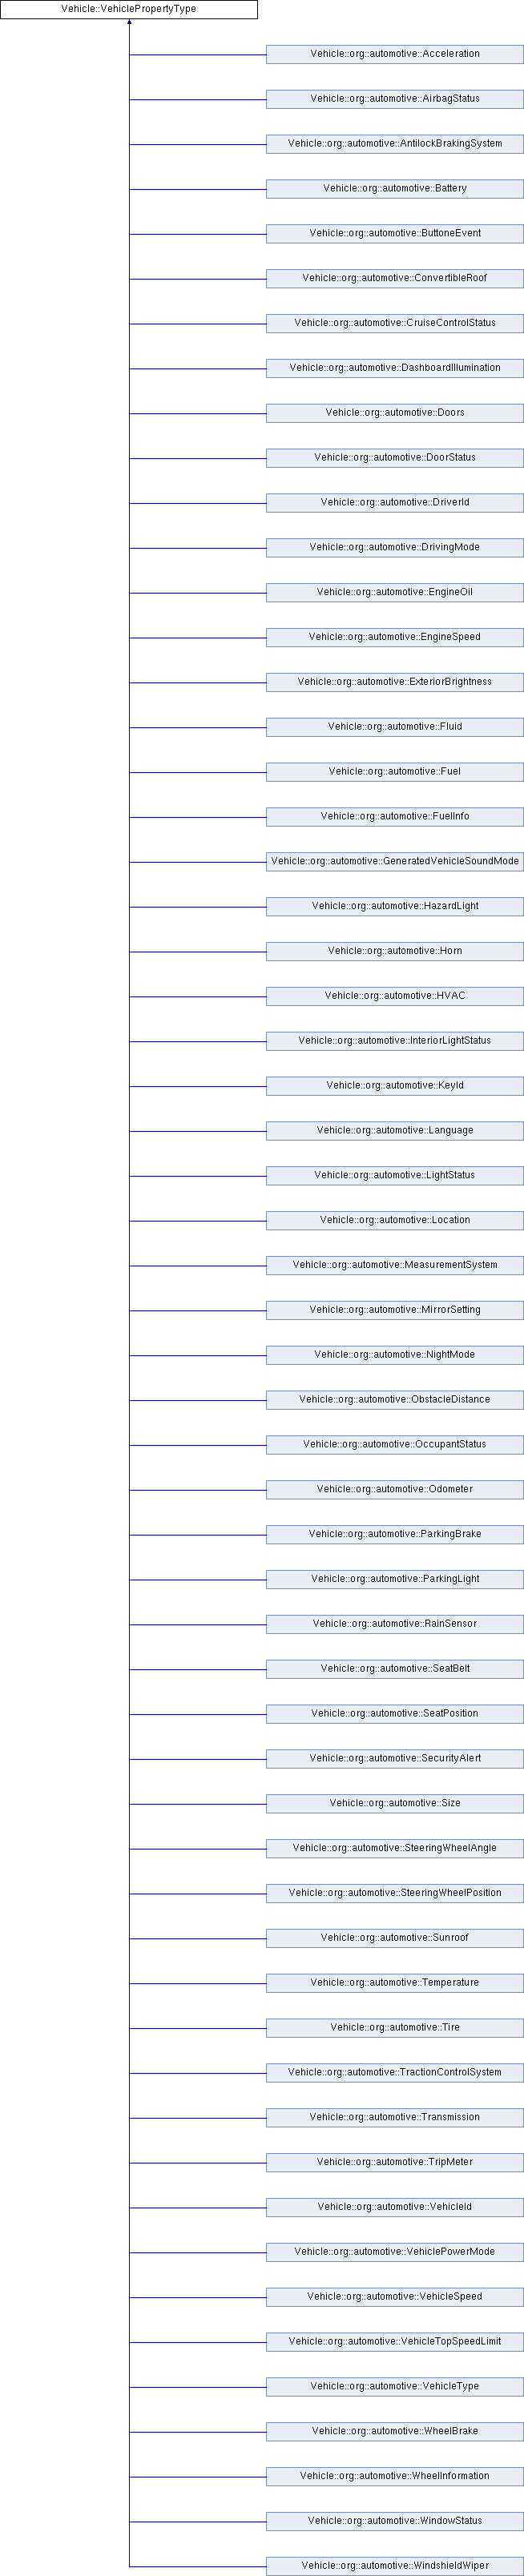 Vehicle::VehiclePropertyType
Vehicle::org::automotive::Acceleration
Vehicle::org::automotive::AirbagStatus
Vehicle::org::automotive::AntilockBrakingSystem
Vehicle::org::automotive::Battery
Vehicle::org::automotive::ButtoneEvent
Vehicle::org::automotive::ConvertibleRoof
Vehicle::org::automotive::CruiseControlStatus
Vehicle::org::automotive::DashboardIllumination
Vehicle::org::automotive::Doors
Vehicle::org::automotive::DoorStatus
Vehicle::org::automotive::DriverId
Vehicle::org::automotive::DrivingMode
Vehicle::org::automotive::EngineOil
Vehicle::org::automotive::EngineSpeed
Vehicle::org::automotive::ExteriorBrightness
Vehicle::org::automotive::Fluid
Vehicle::org::automotive::Fuel
Vehicle::org::automotive::FuelInfo
Vehicle::org::automotive::GeneratedVehicleSoundMode
Vehicle::org::automotive::HazardLight
Vehicle::org::automotive::Horn
Vehicle::org::automotive::HVAC
Vehicle::org::automotive::InteriorLightStatus
Vehicle::org::automotive::KeyId
Vehicle::org::automotive::Language
Vehicle::org::automotive::LightStatus
Vehicle::org::automotive::Location
Vehicle::org::automotive::MeasurementSystem
Vehicle::org::automotive::MirrorSetting
Vehicle::org::automotive::NightMode
Vehicle::org::automotive::ObstacleDistance
Vehicle::org::automotive::OccupantStatus
Vehicle::org::automotive::Odometer
Vehicle::org::automotive::ParkingBrake
Vehicle::org::automotive::ParkingLight
Vehicle::org::automotive::RainSensor
Vehicle::org::automotive::SeatBelt
Vehicle::org::automotive::SeatPosition
Vehicle::org::automotive::SecurityAlert
Vehicle::org::automotive::Size
Vehicle::org::automotive::SteeringWheelAngle
Vehicle::org::automotive::SteeringWheelPosition
Vehicle::org::automotive::Sunroof
Vehicle::org::automotive::Temperature
Vehicle::org::automotive::Tire
Vehicle::org::automotive::TractionControlSystem
Vehicle::org::automotive::Transmission
Vehicle::org::automotive::TripMeter
Vehicle::org::automotive::VehicleId
Vehicle::org::automotive::VehiclePowerMode
Vehicle::org::automotive::VehicleSpeed
Vehicle::org::automotive::VehicleTopSpeedLimit
Vehicle::org::automotive::VehicleType
Vehicle::org::automotive::WheelBrake
Vehicle::org::automotive::WheelInformation
Vehicle::org::automotive::WindowStatus
Vehicle::org::automotive::WindshieldWiper